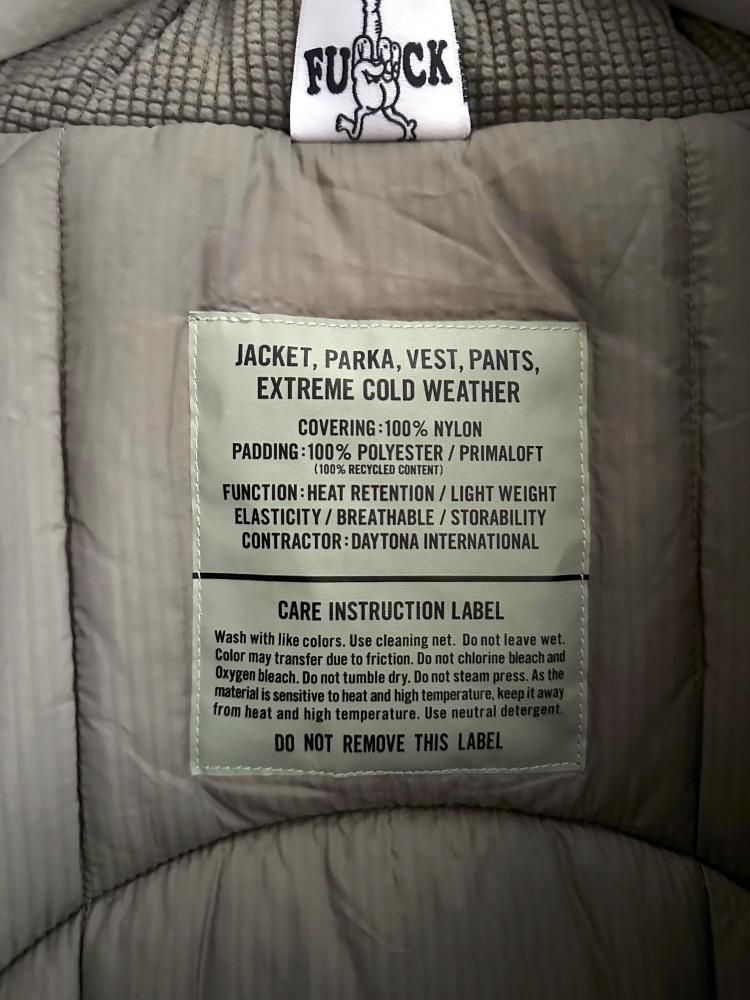 FU CK
JACKET, PARKA, VEST, PANTS,
EXTREME COLD WEATHER
COVERING:100% NYLON
PADDING:100% POLYESTER / PRIMALOFT
(100% RECYCLED CONTENT)
FUNCTION:HEAT RETENTION / LIGHT WEIGHT
ELASTICITY / BREATHABLE / STORABILITY
CONTRACTOR:DAYTONA INTERNATIONAL
CARE INSTRUCTION LABEL
Wash with like colors. Use cleaning net. Do not leave wet.
Color may transfer due to friction. Do not chlorine bleach and
Oxygen bleach. Do not tumble dry. Do not steam press. As the
material is sensitive to heat and high temperature, keep it away
from heat and high temperature. Use neutral detergent.
DO NOT REMOVE THIS LABEL